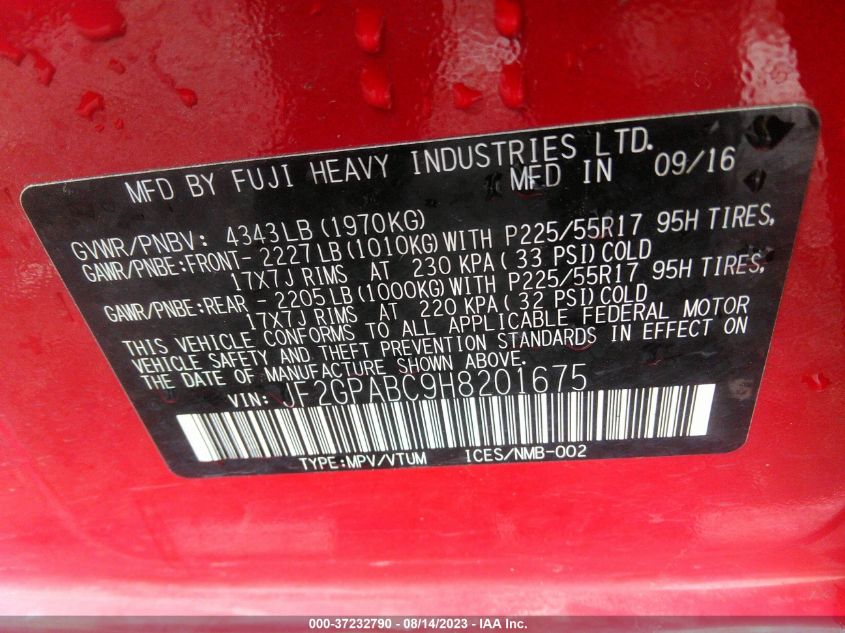 MFD BY FUJI HEAVY INDUSTRIES LTD.
MFD IN 09/16
GVWR/PNBV: 4343LB (1970KG)
GAWR/PNBE:FRONT- 2227LB (1010KG) WITH P225/55R17 95H TIRES,
17X7J RIMS AT 230 KPA ( 33 PSI) COLD
GAWR/PNBE:REAR - 2205LB (1000KG) WITH P225/55R17 95H TIRES,
17X7J RIMS AT 220 KPA ( 32 PSI) COLD
THIS VEHICLE CONFORMS TO ALL APPLICABLE FEDERAL MOTOR
VEHICLE SAFETY AND THEFT PREVENTION STANDARDS IN EFFECT ON
THE DATE OF MANUFACTURE SHOWN ABOVE.
VIN: JF2GPABC9H8201675
TYPE:MPV/VTUM ICES/NMB-002
000-37232790 - 08/14/2023 - IAA Inc.